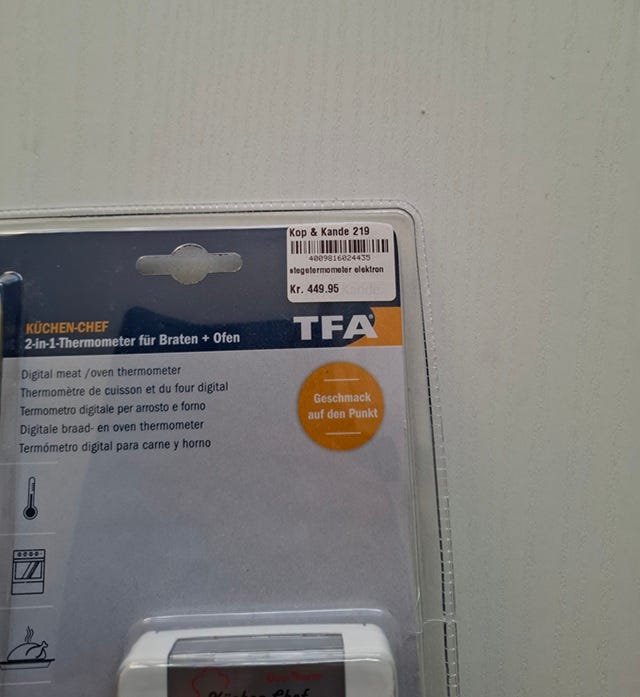 Kop & Kande 219
4009816024435
stegetermometer elektron
Kr. 449.95
TFA
KÜCHEN-CHEF
2-in-1-Thermometer für Braten + Ofen
Digital meat /oven thermometer
Thermomètre de cuisson et du four digital
Termometro digitale per arrosto e forno
Digitale braad- en oven thermometer
Termómetro digital para carne y horno
Geschmack
auf den Punkt
Küchen-Chef